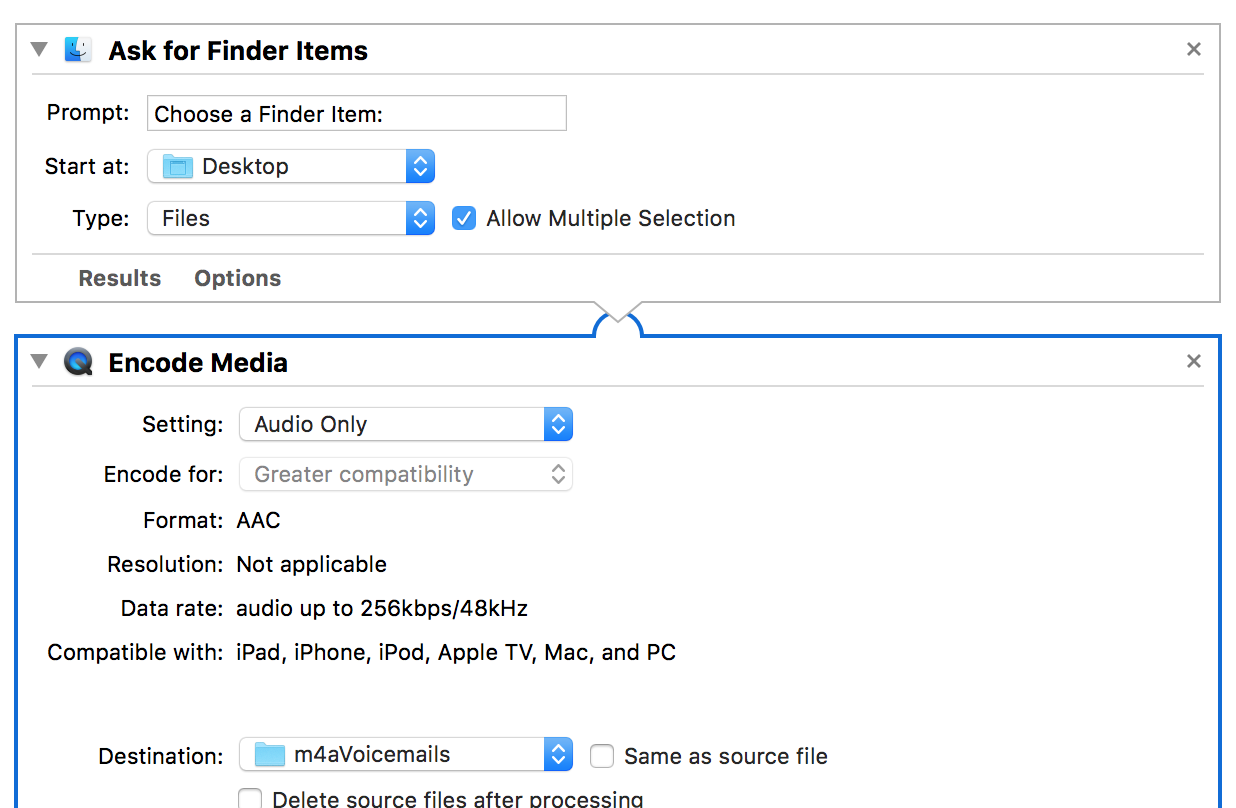 Ask for Finder Items
Prompt: Choose a Finder Item:
Start at: Desktop
Type: Files Allow Multiple Selection
Results Options
Encode Media
Setting: Audio Only
Encode for: Greater compatibility
Format: AAC
Resolution: Not applicable
Data rate: audio up to 256kbps/48kHz
Compatible with: iPad, iPhone, iPod, Apple TV, Mac, and PC
Destination: m4aVoicemails Same as source file
Delete source files after processing